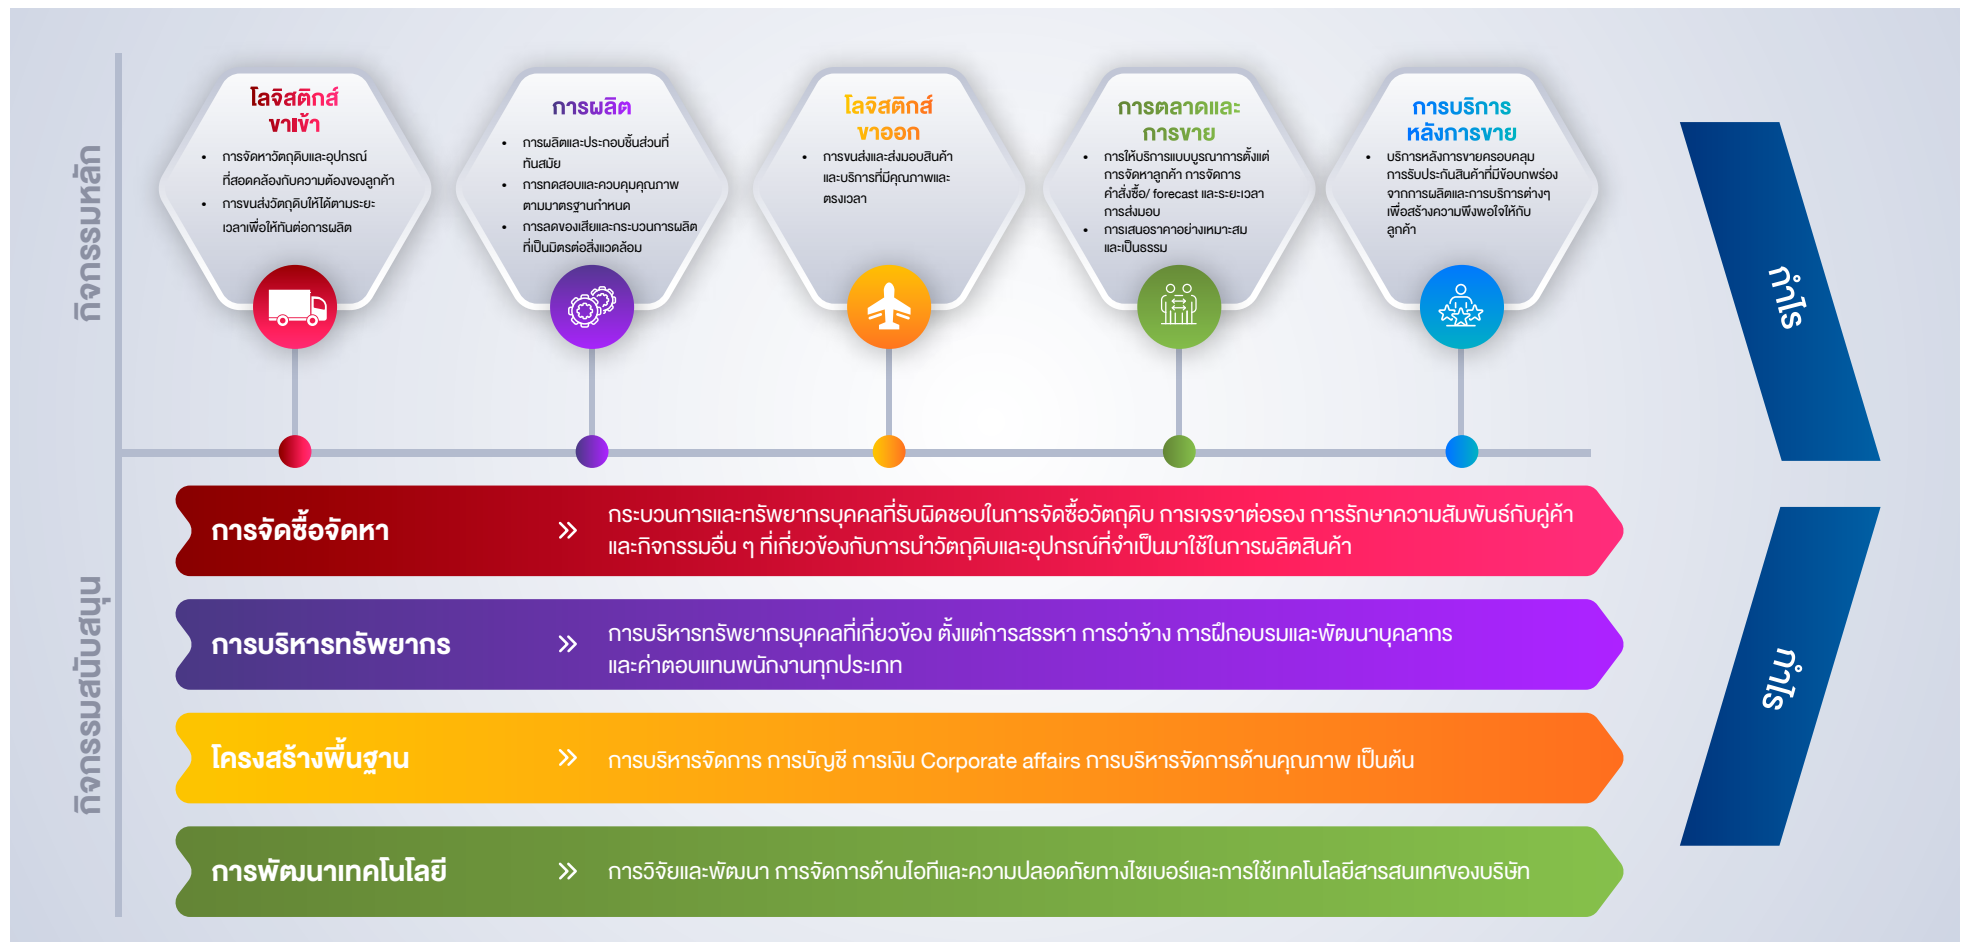 กิจกรรมหลัก
โลจิสติกส์
ขาเข้า
• การจัดหาวัตถุดิบและอุปกรณ์
ที่สอดคล้องกับความต้องของลูกค้า
• การขนส่งวัตถุดิบให้ได้ตามระยะ
เวลาเพื่อให้ทันต่อการผลิต
การผลิต
• การผลิตและประกอบชิ้นส่วนที่
ทันสมัย
• การทดสอบและควบคุมคุณภาพ
ตามมาตรฐานกำหนด
• การลดของเสียและกระบวนการผลิต
ที่เป็นมิตรต่อสิ่งแวดล้อม
โลจิสติกส์
ขาออก
• การขนส่งและส่งมอบสินค้า
และบริการที่มีคุณภาพและ
ตรงเวลา
การตลาดและ
การขาย
• การให้บริการแบบบูรณาการตั้งแต่
การจัดหาลูกค้า การจัดการ
คำสั่งซื้อ/ forecast และระยะเวลา
การส่งมอบ
• การเสนอราคาอย่างเหมาะสม
และเป็นธรรม
การบริการ
หลังการขาย
• บริการหลังการขายครอบคลุม
การรับประกันสินค้าที่มีข้อบกพร่อง
จากการผลิตและการบริการต่างๆ
เพื่อสร้างความพึงพอใจให้กับ
ลูกค้า
กำไร
กิจกรรมสนับสนุน
การจัดซื้อจัดหา
กระบวนการและทรัพยากรบุคคลที่รับผิดชอบในการจัดซื้อวัตถุดิบ การเจรจาต่อรอง การรักษาความสัมพันธ์กับคู่ค้า
และกิจกรรมอื่น ๆ ที่เกี่ยวข้องกับการนำวัตถุดิบและอุปกรณ์ที่จำเป็นมาใช้ในการผลิตสินค้า
การบริหารทรัพยากร
การบริหารทรัพยากรบุคคลที่เกี่ยวข้อง ตั้งแต่การสรรหา การว่าจ้าง การฝึกอบรมและพัฒนาบุคลากร
และค่าตอบแทนพนักงานทุกประเภท
โครงสร้างพื้นฐาน
การบริหารจัดการ การบัญชี การเงิน Corporate affairs การบริหารจัดการด้านคุณภาพ เป็นต้น
การพัฒนาเทคโนโลยี
การวิจัยและพัฒนา การจัดการด้านไอทีและความปลอดภัยทางไซเบอร์และการใช้เทคโนโลยีสารสนเทศของบริษัท
กำไร